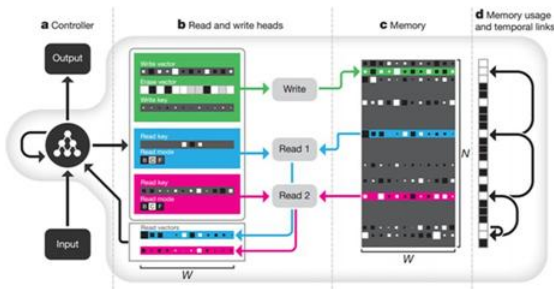 a Controller
b Read and write heads
c Memory
d Memory usage
and temporal links
Output
Input
Write vector
Erase vector
Write key
Read key
Read mode
B C F
Read key
Read mode
B C F
Read vectors
W
Write
Read 1
Read 2
N
W